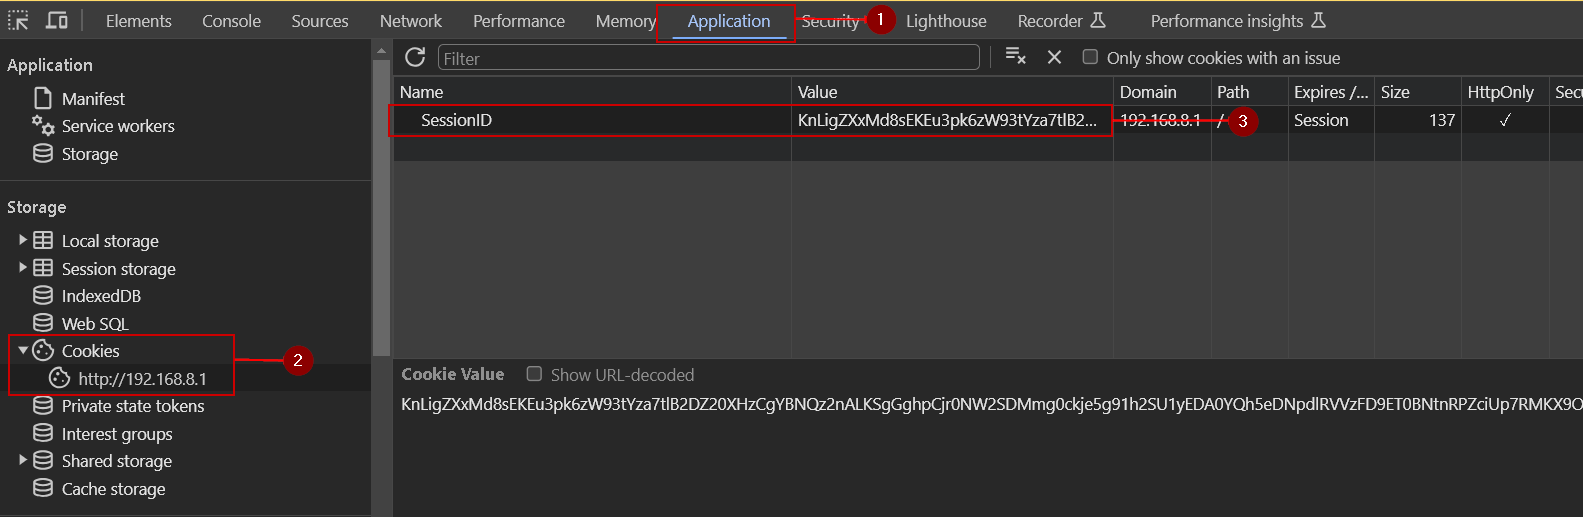 Elements Console Sources Network Performance Memory Application Security Lighthouse Recorder Performance insights
1
Application
Manifest
Service workers
Storage
Storage
Local storage
Session storage
IndexedDB
Web SQL
Cookies
http://192.168.8.1
2
Private state tokens
Interest groups
Shared storage
Cache storage
Filter
Only show cookies with an issue
Name Value Domain Path Expires /... Size HttpOnly Secu
SessionID KnLigZXxMd8sEKEu3pk6zW93tYza7tlB2... 192.168.8.1 / Session 137 ✓
3
Cookie Value Show URL-decoded
KnLigZXxMd8sEKEu3pk6zW93tYza7tlB2DZ20XHzCgYBNQz2nALKSgGghpCjr0NW2SDMmg0ckje5g91h2SU1yEDA0YQh5eDNpdlRVVzFD9ET0BNtnRPZciUp7RMKX9O